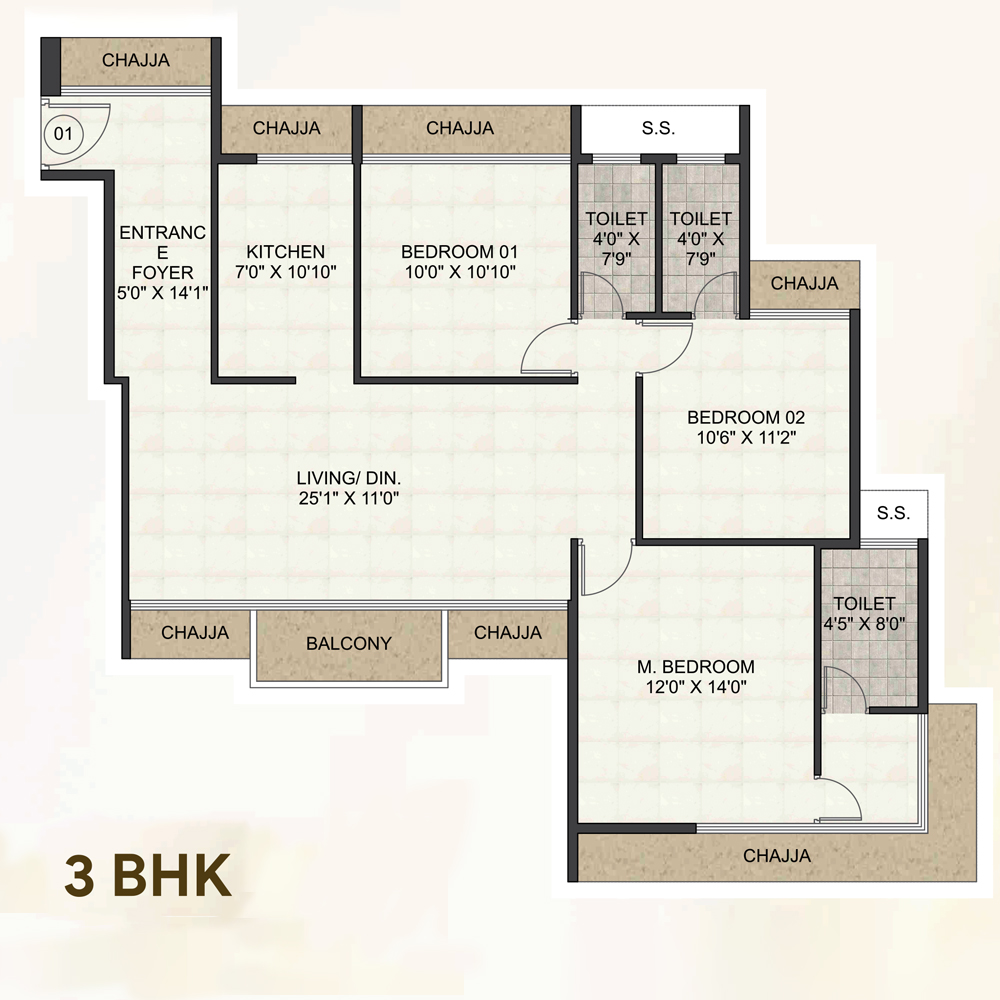 CHAJJA
01
CHAJJA
CHAJJA
S.S.
ENTRANC
E
FOYER
5'0" X 14'1"
KITCHEN
7'0" X 10'10"
BEDROOM 01
10'0" X 10'10"
TOILET
4'0" X
7'9"
TOILET
4'0" X
7'9"
CHAJJA
BEDROOM 02
10'6" X 11'2"
LIVING/ DIN.
25'1" X 11'0"
S.S.
TOILET
4'5" X 8'0"
CHAJJA
BALCONY
CHAJJA
M. BEDROOM
12'0" X 14'0"
CHAJJA
3 BHK